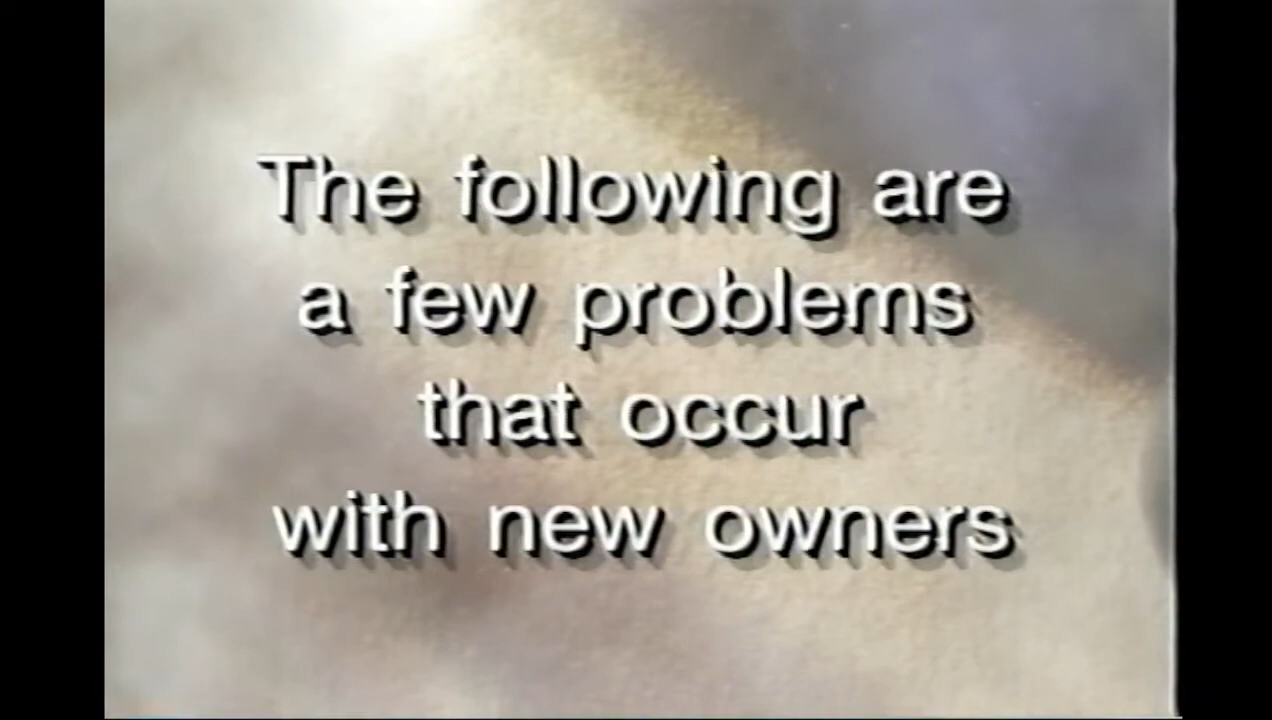 The following are
a few problems
that occur
with new owners